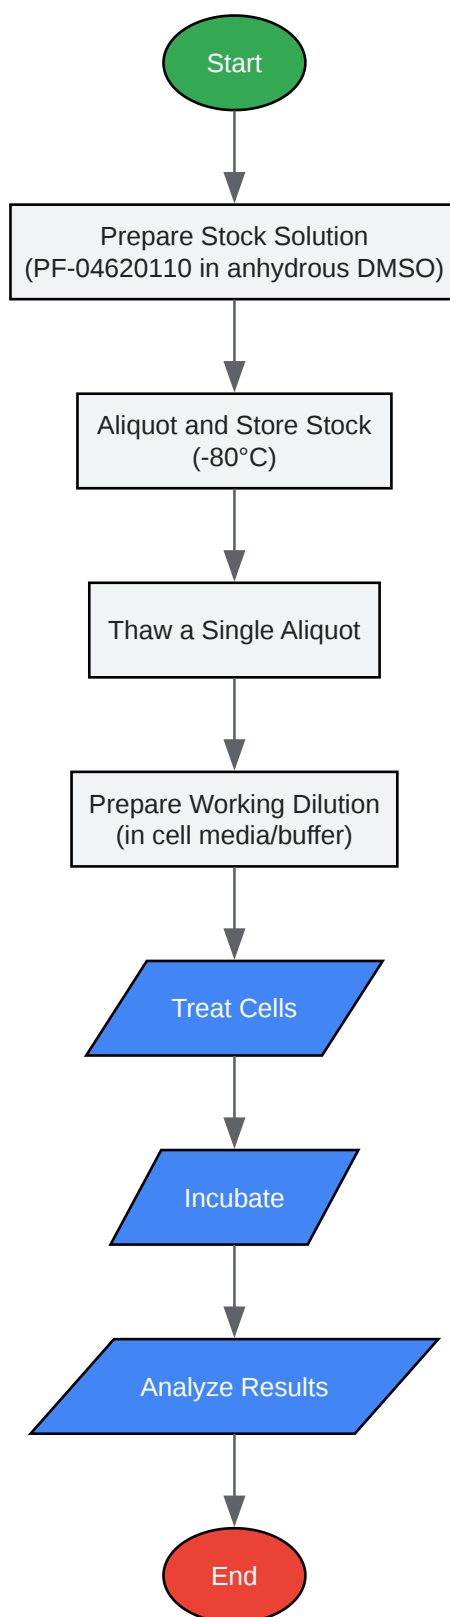 Start
Prepare Stock Solution
(PF-04620110 in anhydrous DMSO)
Aliquot and Store Stock
(-80°C)
Thaw a Single Aliquot
Prepare Working Dilution
(in cell media/buffer)
Treat Cells
Incubate
Analyze Results
End